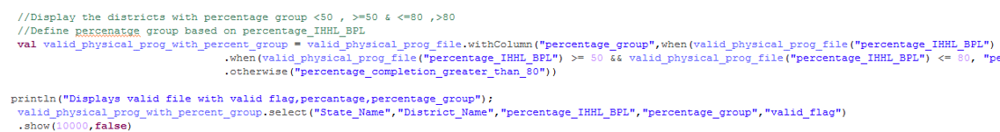 //Display the districts with percentage group <50 , >=50 & <=80 ,>80
//Define percenatge group based on percentage_IHHL_BPL
val valid_physical_prog_with_percent_group = valid_physical_prog_file.withColumn("percentage_group",when(valid_physical_prog_file("percentage_IHHL_BPL")
.when(valid_physical_prog_file("percentage_IHHL_BPL") >= 50 && valid_physical_prog_file("percentage_IHHL_BPL") <= 80, "pe
.otherwise("percentage_completion_greater_than_80"))
println("Displays valid file with valid flag,percantage,percentage_group");
valid_physical_prog_with_percent_group.select("State_Name","District_Name","percentage_IHHL_BPL","percentage_group","valid_flag")
.show(10000,false)